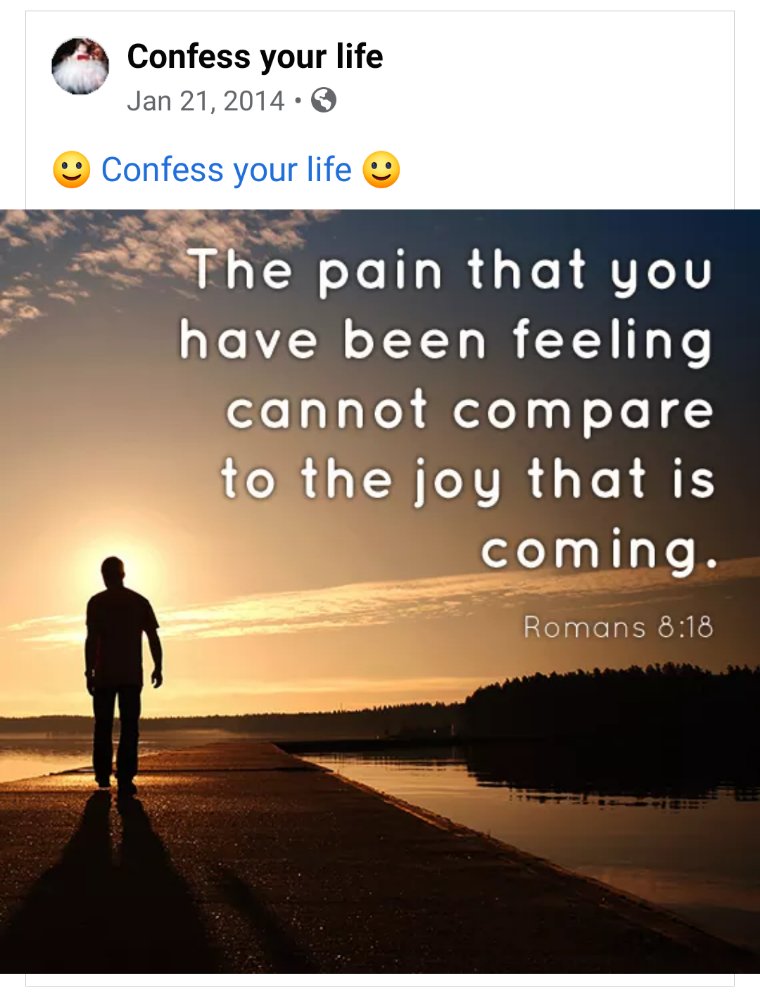 Confess your life
Jan 21, 2014 •
🙂 Confess your life 🙂
The pain that you
have been feeling
cannot compare
to the joy that is
coming.
Romans 8:18